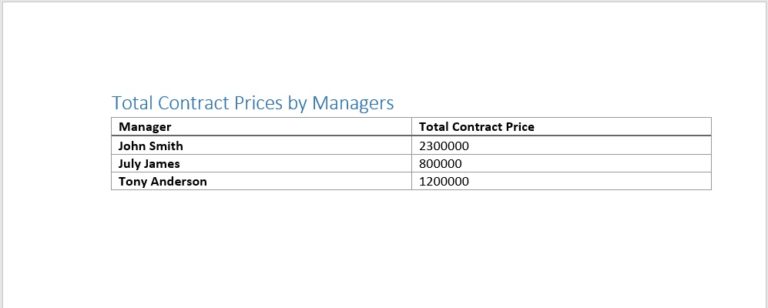 Total Contract Prices by Managers
Manager Total Contract Price
John Smith 2300000
July James 800000
Tony Anderson 1200000